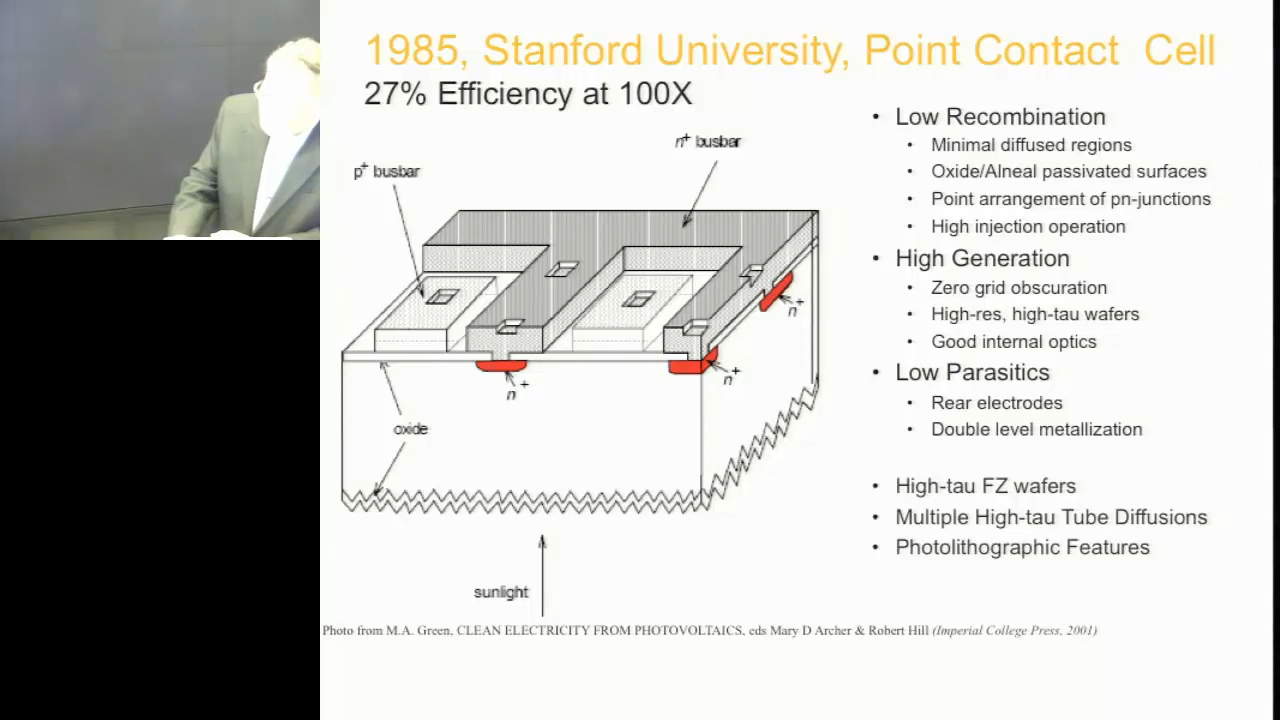 1985, Stanford University, Point Contact Cell
27% Efficiency at 100X
n+ busbar
p+ busbar
n+
n+
n+
oxide
sunlight
• Low Recombination
• Minimal diffused regions
• Oxide/Alneal passivated surfaces
• Point arrangement of pn-junctions
• High injection operation
• High Generation
• Zero grid obscuration
• High-res, high-tau wafers
• Good internal optics
• Low Parasitics
• Rear electrodes
• Double level metallization
• High-tau FZ wafers
• Multiple High-tau Tube Diffusions
• Photolithographic Features
Photo from M.A. Green, CLEAN ELECTRICITY FROM PHOTOVOLTAICS, eds Mary D Archer & Robert Hill (Imperial College Press, 2001)